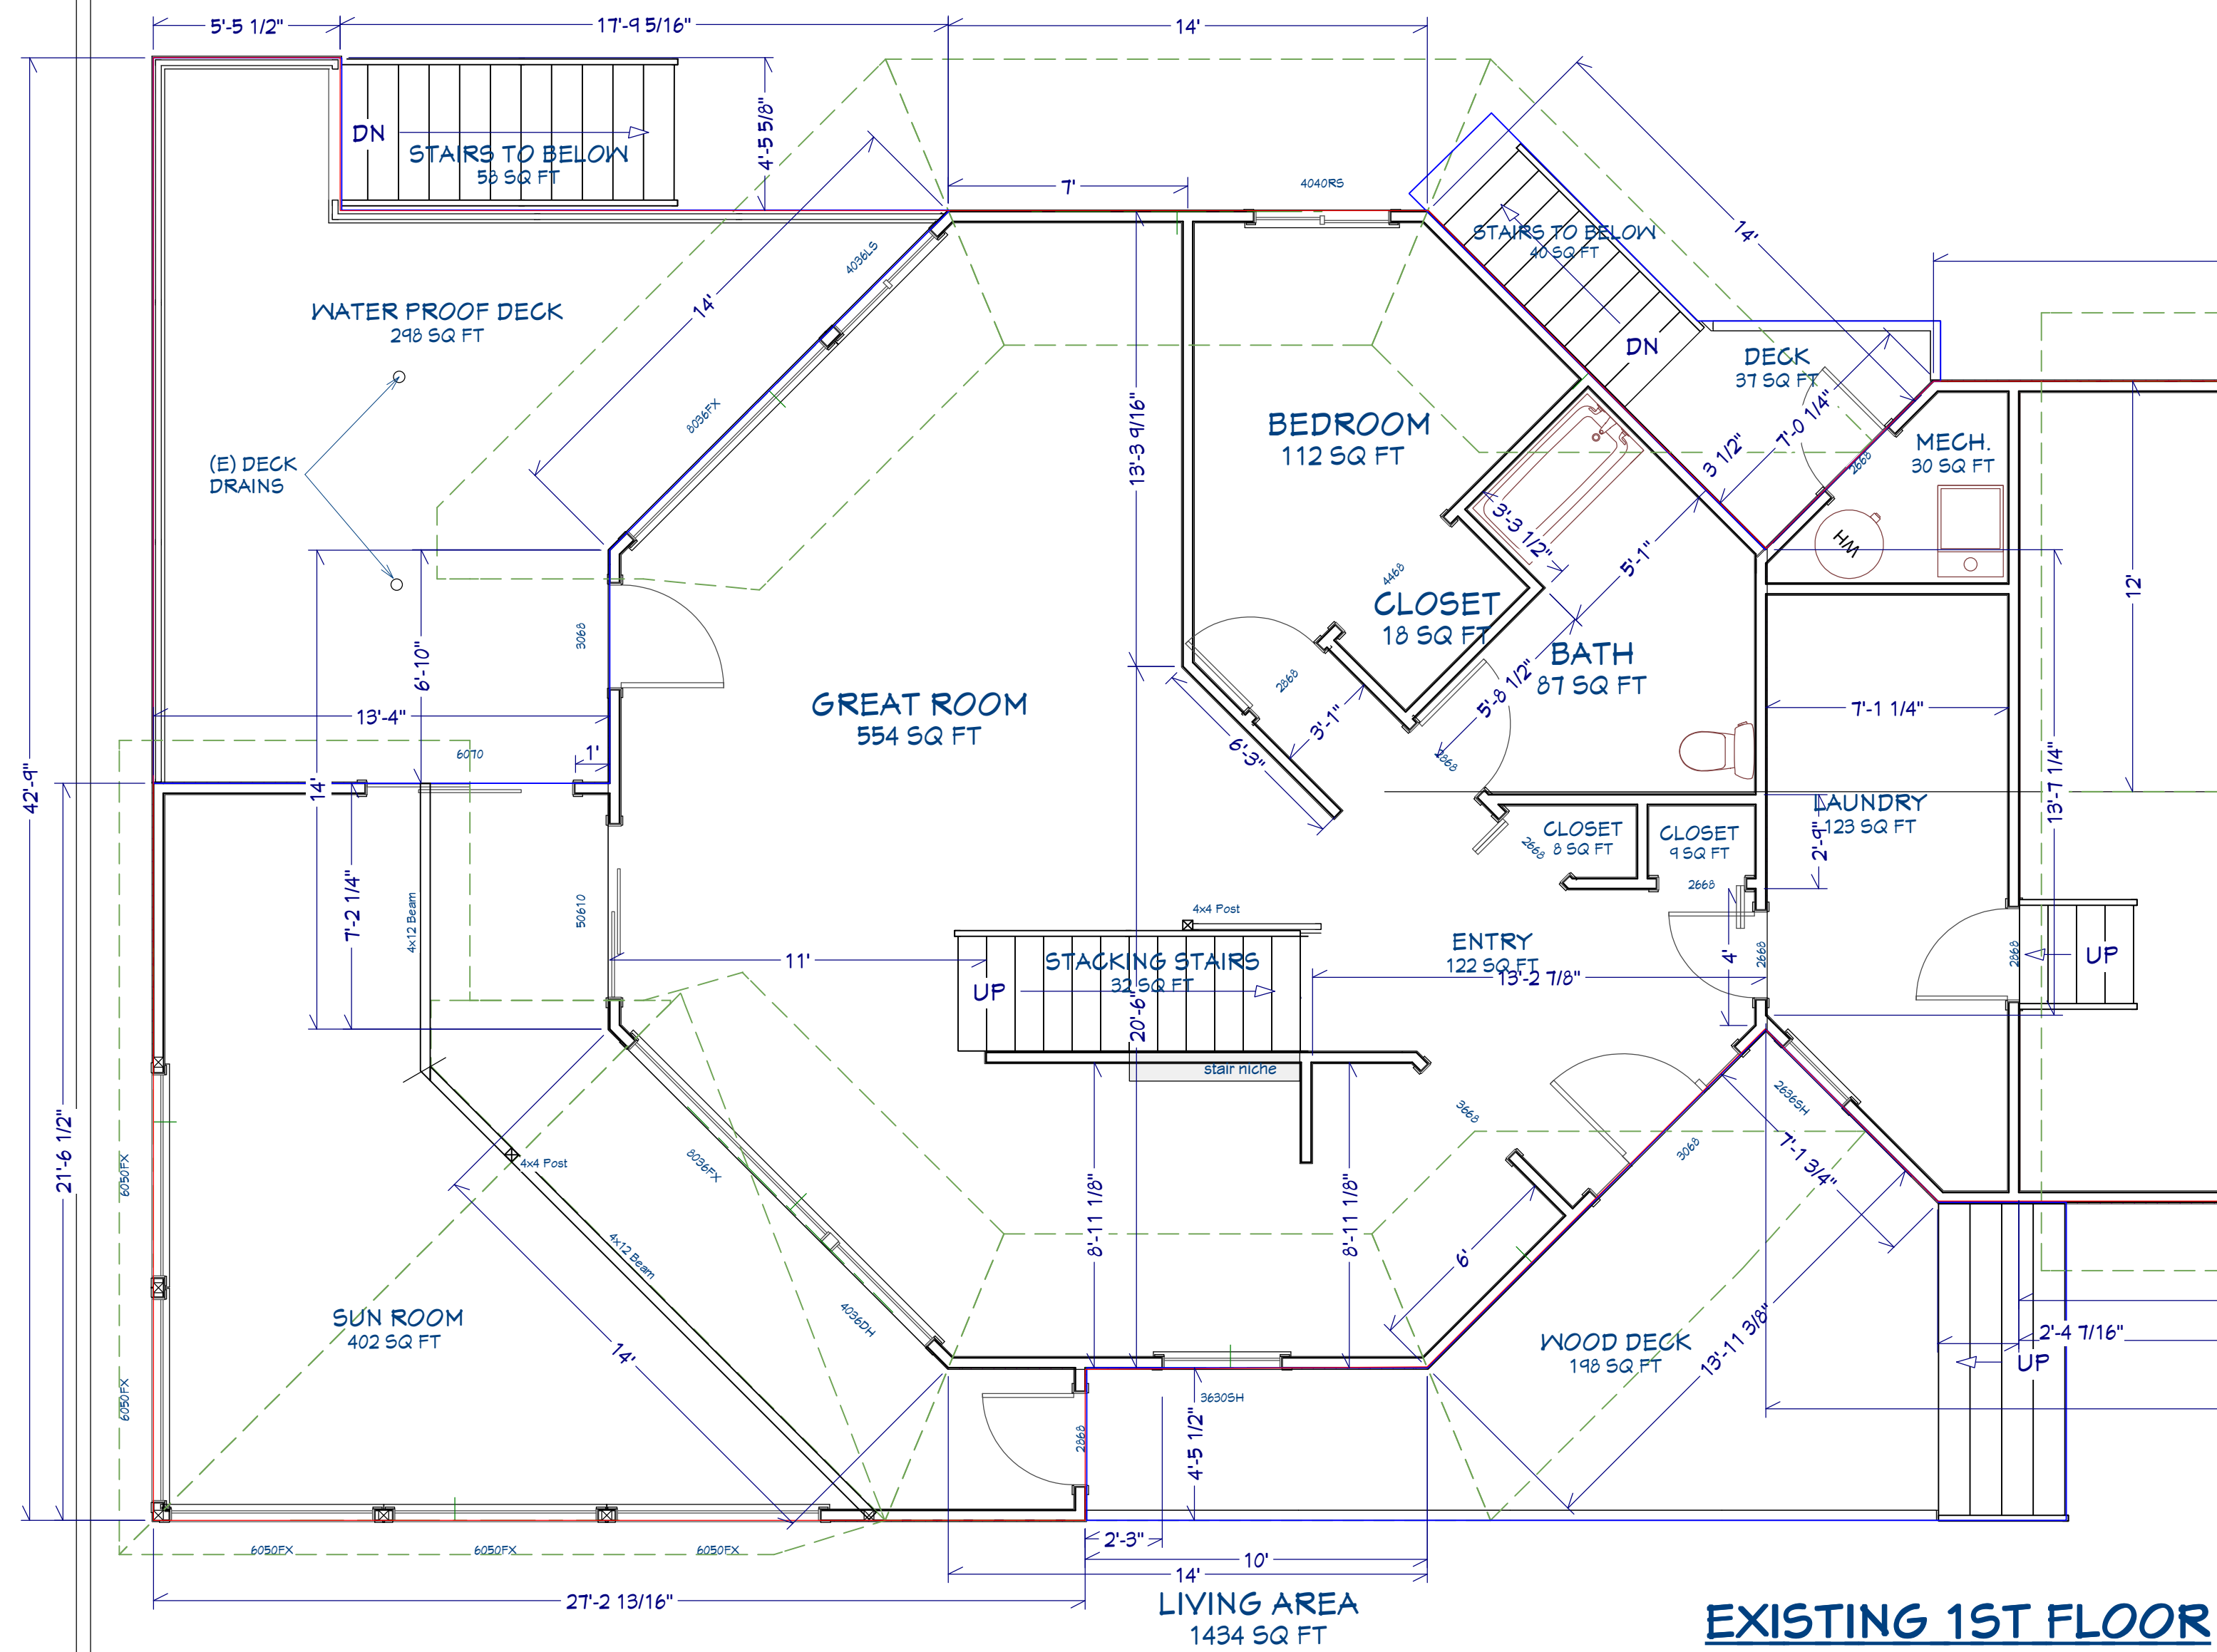 5'-5 1/2"
17'-9 5/16"
14'
DN
STAIRS TO BELOW
58 SQ FT
4'-5 5/8"
7'
4040RS
STAIRS TO BELOW
40 SQ FT
DN
14'
4036LS
14'
8036FX
WATER PROOF DECK
298 SQ FT
(E) DECK
DRAINS
DECK
37 SQ FT
7'-0 1/4"
3 1/2"
MECH.
30 SQ FT
2668
WH
BEDROOM
112 SQ FT
13'-3 9/16"
3'-3 1/2"
5'-1"
4468
CLOSET
18 SQ FT
12'
42'-9"
6'-10"
3068
13'-4"
6070
1'
14'
GREAT ROOM
554 SQ FT
2868
3'-1"
6'-3"
5'-8 1/2"
2868
BATH
87 SQ FT
7'-1 1/4"
13'-7 1/4"
LAUNDRY
123 SQ FT
2'-9"
CLOSET
8 SQ FT
2668
CLOSET
9 SQ FT
2668
7'-2 1/4"
4x12 Beam
50610
4x4 Post
11'
STACKING STAIRS
32 SQ FT
UP
20'-6"
ENTRY
122 SQ FT
13'-2 7/8"
4'
2668
2868
UP
stair niche
21'-6 1/2"
6050FX
6050FX
4x4 Post
8036FX
8'-11 1/8"
8'-11 1/8"
3668
3068
2636SH
7'-1 3/4"
4x12 Beam
6'
SUN ROOM
402 SQ FT
14'
4036DH
WOOD DECK
198 SQ FT
13'-11 3/8"
2'-4 7/16"
UP
3630SH
2868
4'-5 1/2"
6050FX
6050FX
6050FX
2'-3"
10'
14'
27'-2 13/16"
LIVING AREA
1434 SQ FT
EXISTING 1ST FLOOR